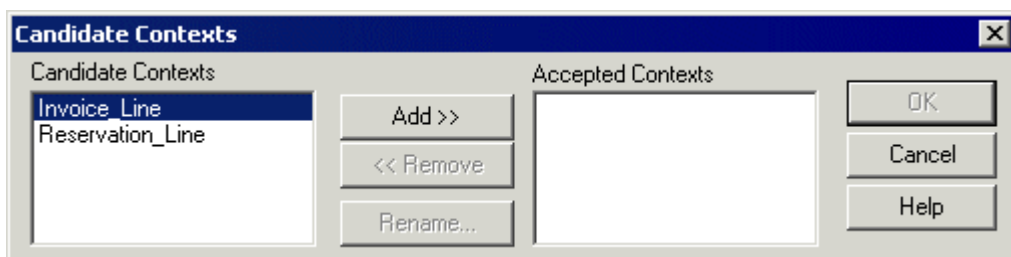 Candidate Contexts
Candidate Contexts
Invoice_Line
Reservation_Line
Add >>
<< Remove
Rename...
Accepted Contexts
OK
Cancel
Help